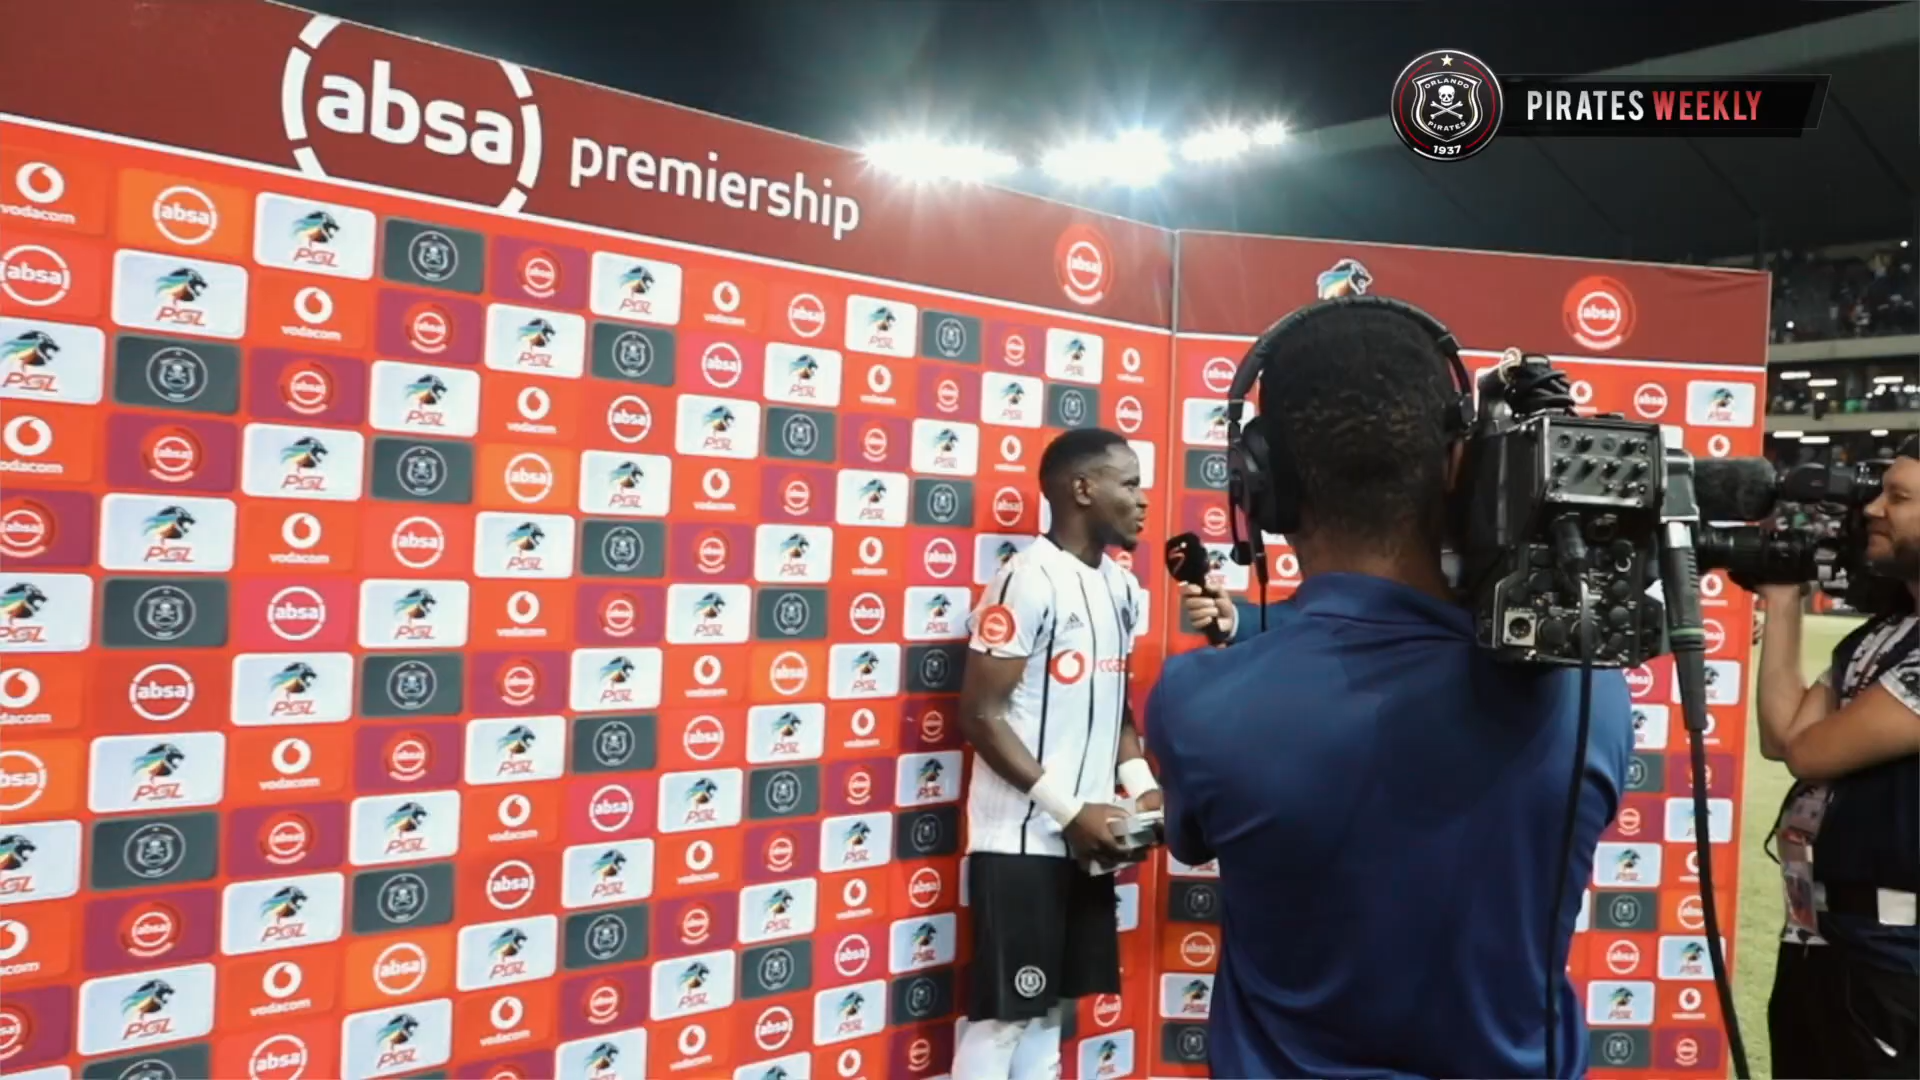 absa
premiership
ORLANDO
PIRATES
1937
PIRATES WEEKLY
vodacom
absa
PSL